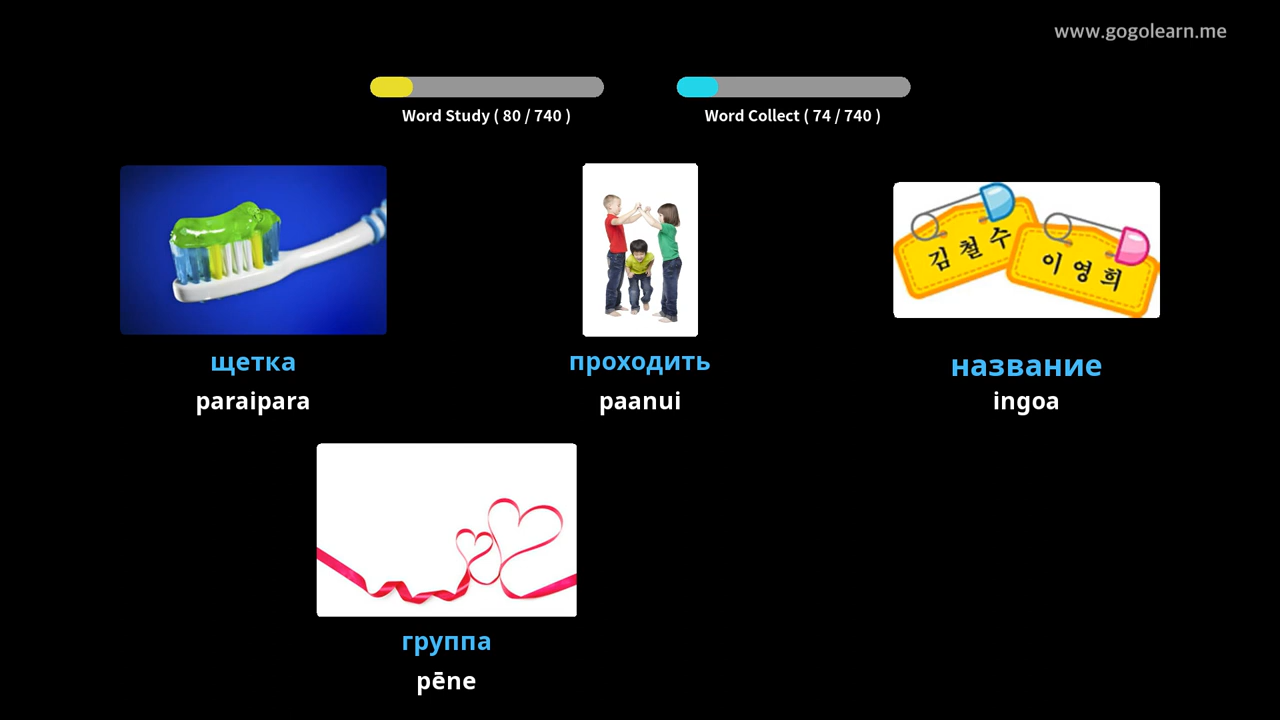 www.gogolearn.me
Word Study ( 80 / 740 )
Word Collect ( 74 / 740 )
김철수
이영희
щетка
paraipara
проходить
paanui
название
ingoa
группа
pēne